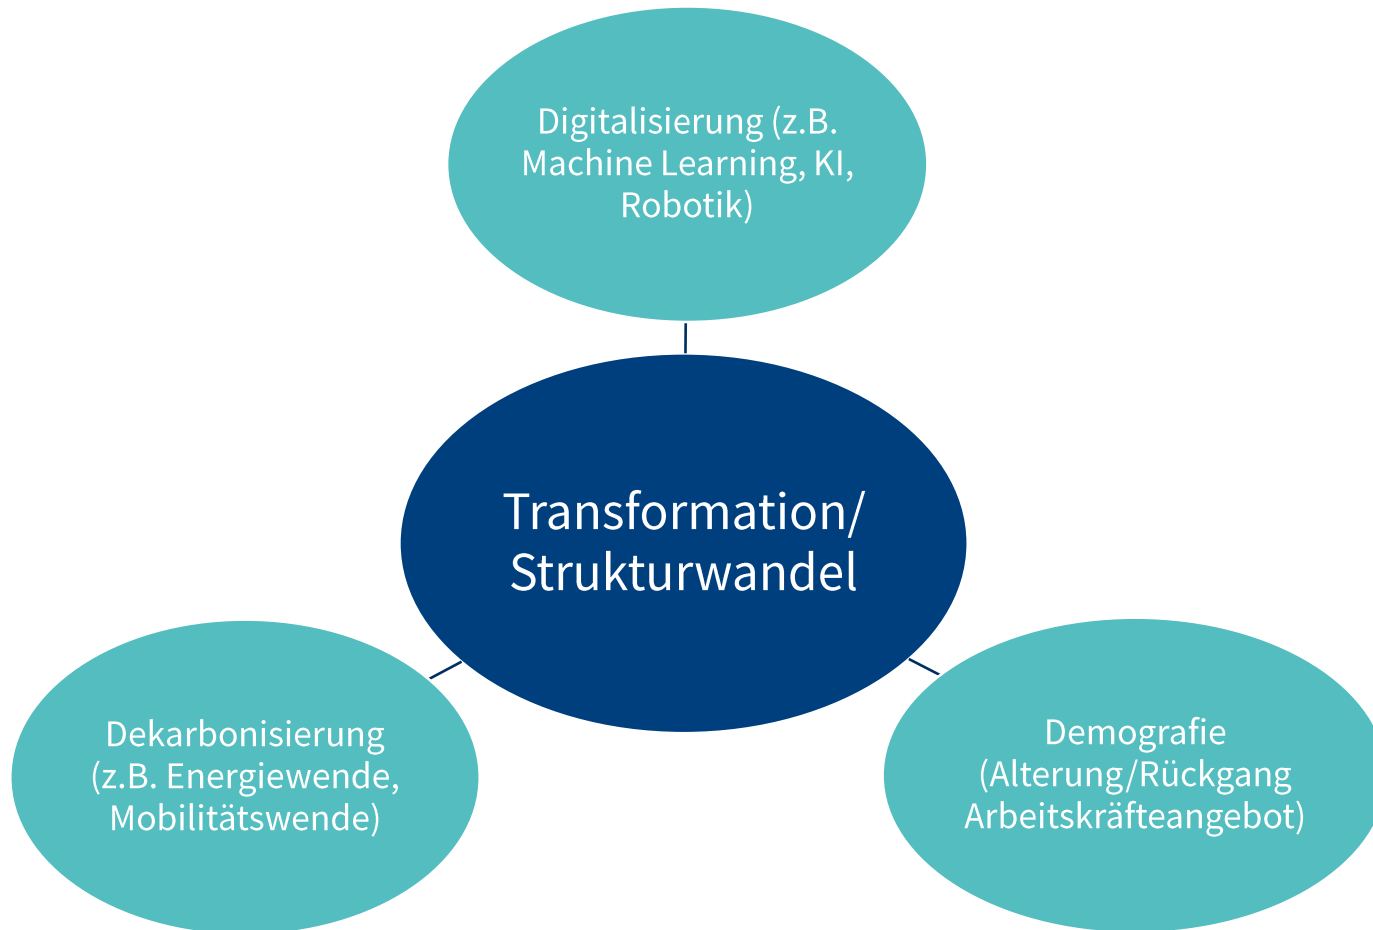 Digitalisierung (z.B.
Machine Learning, KI,
Robotik)
Transformation/
Strukturwandel
Dekarbonisierung
(z.B. Energiewende,
Mobilitätswende)
Demografie
(Alterung/Rückgang
Arbeitskräfteangebot)